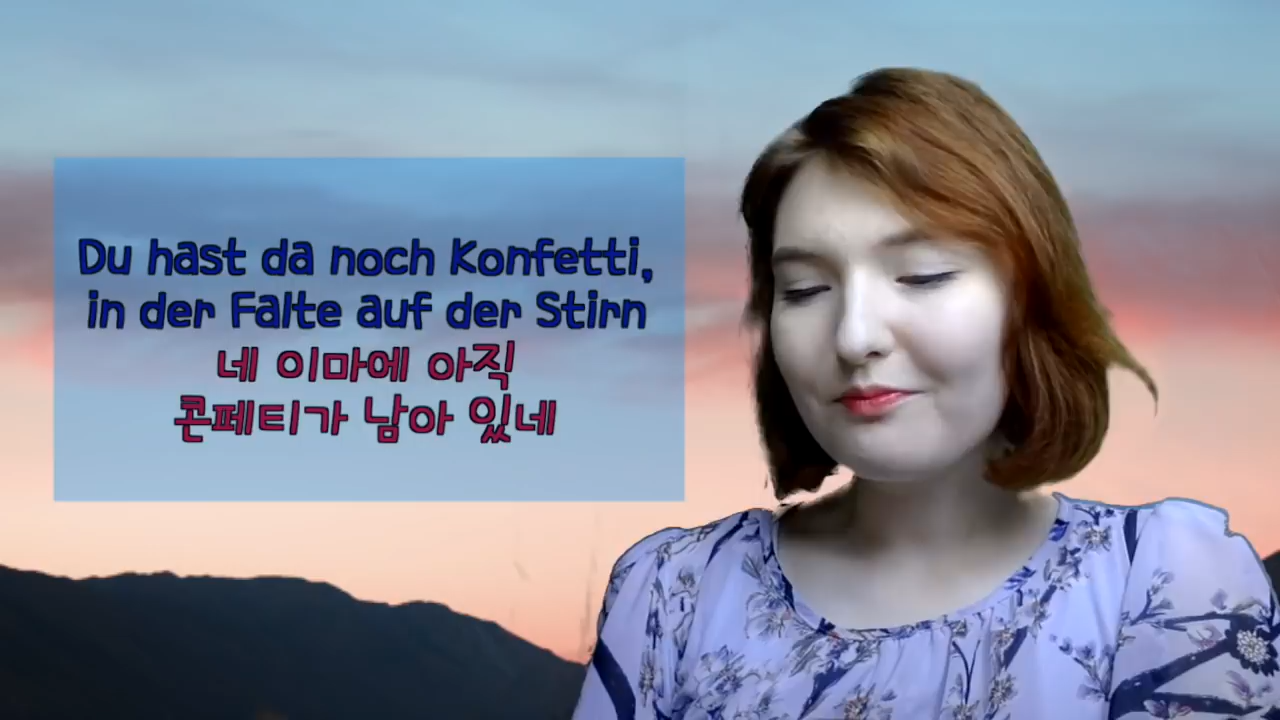 Du hast da noch Konfetti,
in der Falte auf der Stirn
네 이마에 아직
콘페티가 남아 있네